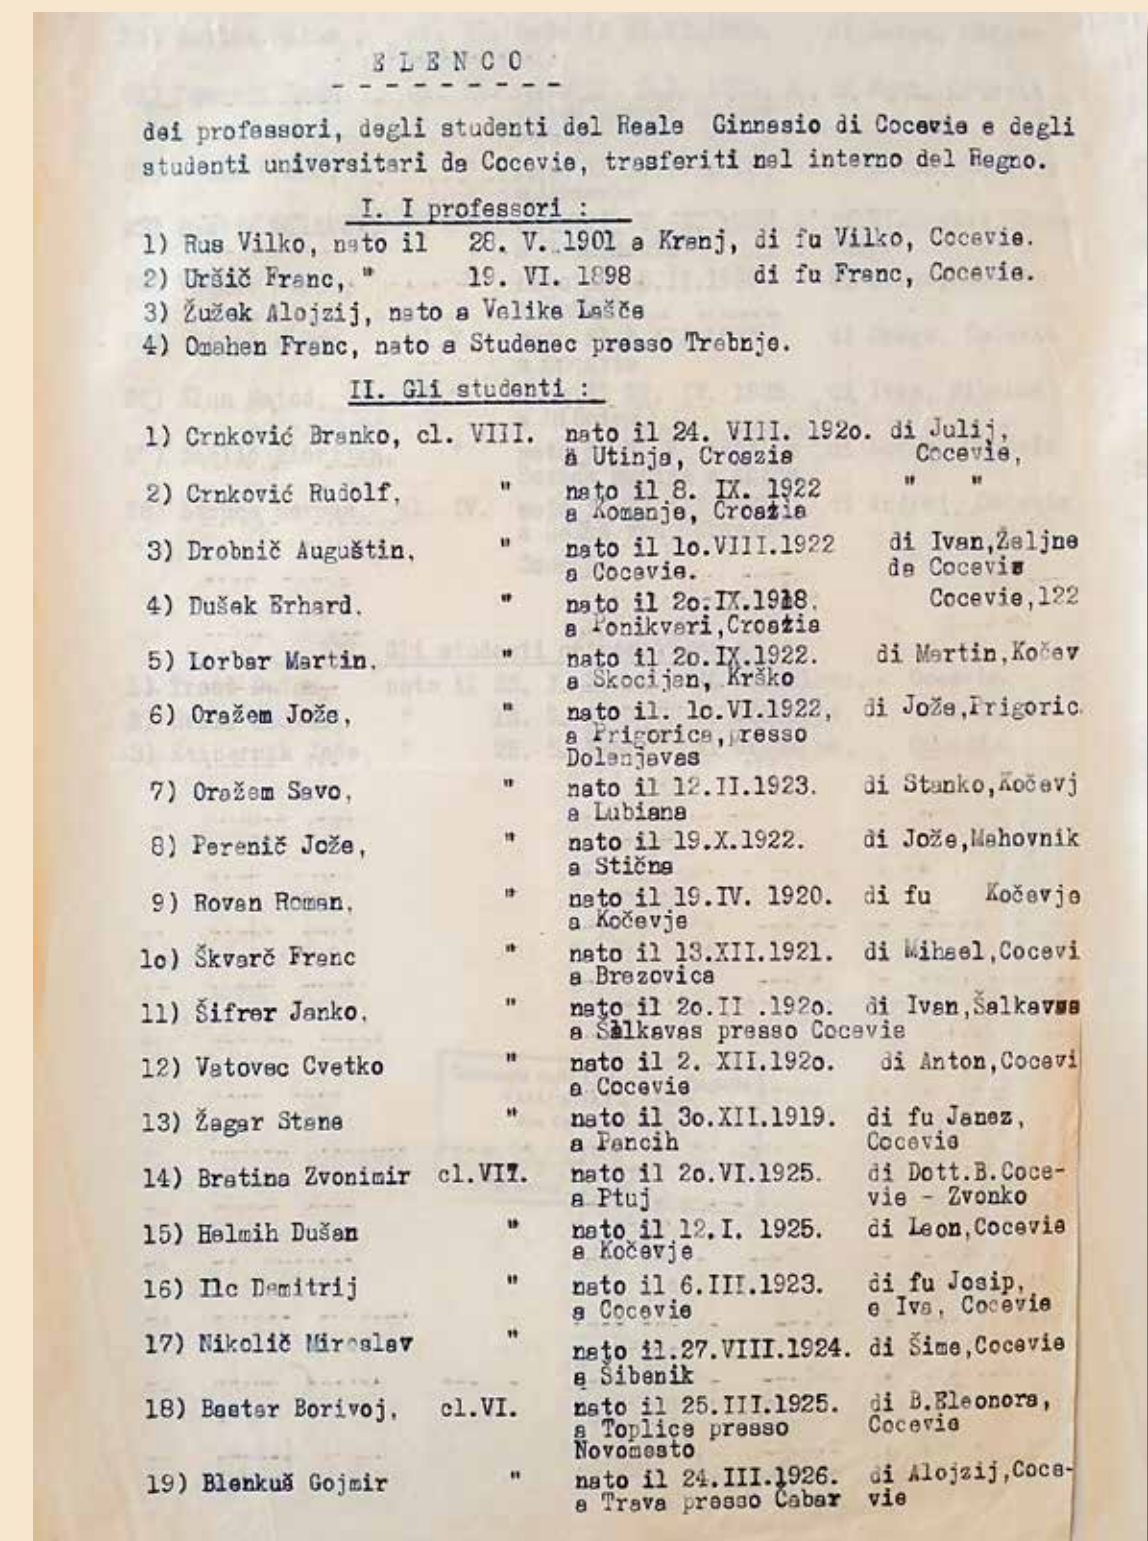 ELENCO
dei professori, degli studenti del Reale Ginnasio di Cocevie e degli
studenti universitari da Cocevie, trasferiti nel interno del Regno.
I. I professori :
1) Rus Vilko, nato il 28. V. 1901 a Kranj, di fu Vilko, Cocevie.
2) Uršič Franc, " 19. VI. 1898 di fu Franc, Cocevie.
3) Žužek Alojzij, nato a Velike Lašče
4) Omahen Franc, nato a Studenec presso Trebnje.
II. Gli studenti :
1) Crnković Branko, cl. VIII. nato il 24. VIII. 192o. di Julij,
a Utinja, Croazia Cocevie,
2) Crnković Rudolf, " nato il 8. IX. 1922 " "
a Komanje, Croazia
3) Drobnič Auguštin, " nato il 1o.VIII.1922 di Ivan,Željne
a Cocevie. da Cocevie
4) Dušak Erhard, " nato il 2o.IX.1918. Cocevie,122
a Ponikvari,Croazia
5) Lorbar Martin, " nato il 2o.IX.1922. di Martin,Kočev
a Skocijan, Krško
6) Oražem Jože, " nato il. 1o.VI.1922, di Jože,Prigoric
a Prigorica,presso
Dolenjavas
7) Oražem Savo, " nato il 12.II.1923. di Stanko,Kočevj
a Lubiana
8) Perenič Jože, " nato il 19.X.1922. di Jože,Mahovnik
a Stična
9) Rovan Roman, " nato il 19.IV. 1920. di fu Kočevje
a Kočevje
1o) Škvarč Franc " nato il 13.XII.1921. di Mihael,Cocevi
a Brezovica
11) Šifrer Janko, " nato il 2o.II .192o. di Ivan,Šalkavas
a Šalkavas presso Cocevie
12) Vatovec Cvetko " nato il 2. XII.192o. di Anton,Cocevi
a Cocevie
13) Žagar Stane " nato il 3o.XII.1919. di fu Janez,
a Pancih Cocevie
14) Bratina Zvonimir cl.VII. nato il 2o.VI.1925. di Dott.B.Coce-
a Ptuj vie - Zvonko
15) Helmih Dušan " nato il 12.I. 1925. di Leon,Cocevie
a Kočevje
16) Ilc Dmitrij " nato il 6.III.1923. di fu Josip,
a Cocevie e Iva, Cocevie
17) Nikolič Miroslav " nato il.27.VIII.1924. di Šime,Cocevie
a Šibenik
18) Bastar Borivoj, cl.VI. nato il 25.III.1925. di B.Eleonora,
a Toplice presso Cocevie
Novomesto
19) Blenkuš Gojmir " nato il 24.III.1926. di Alojzij,Coce-
a Trava presso Čabar vie